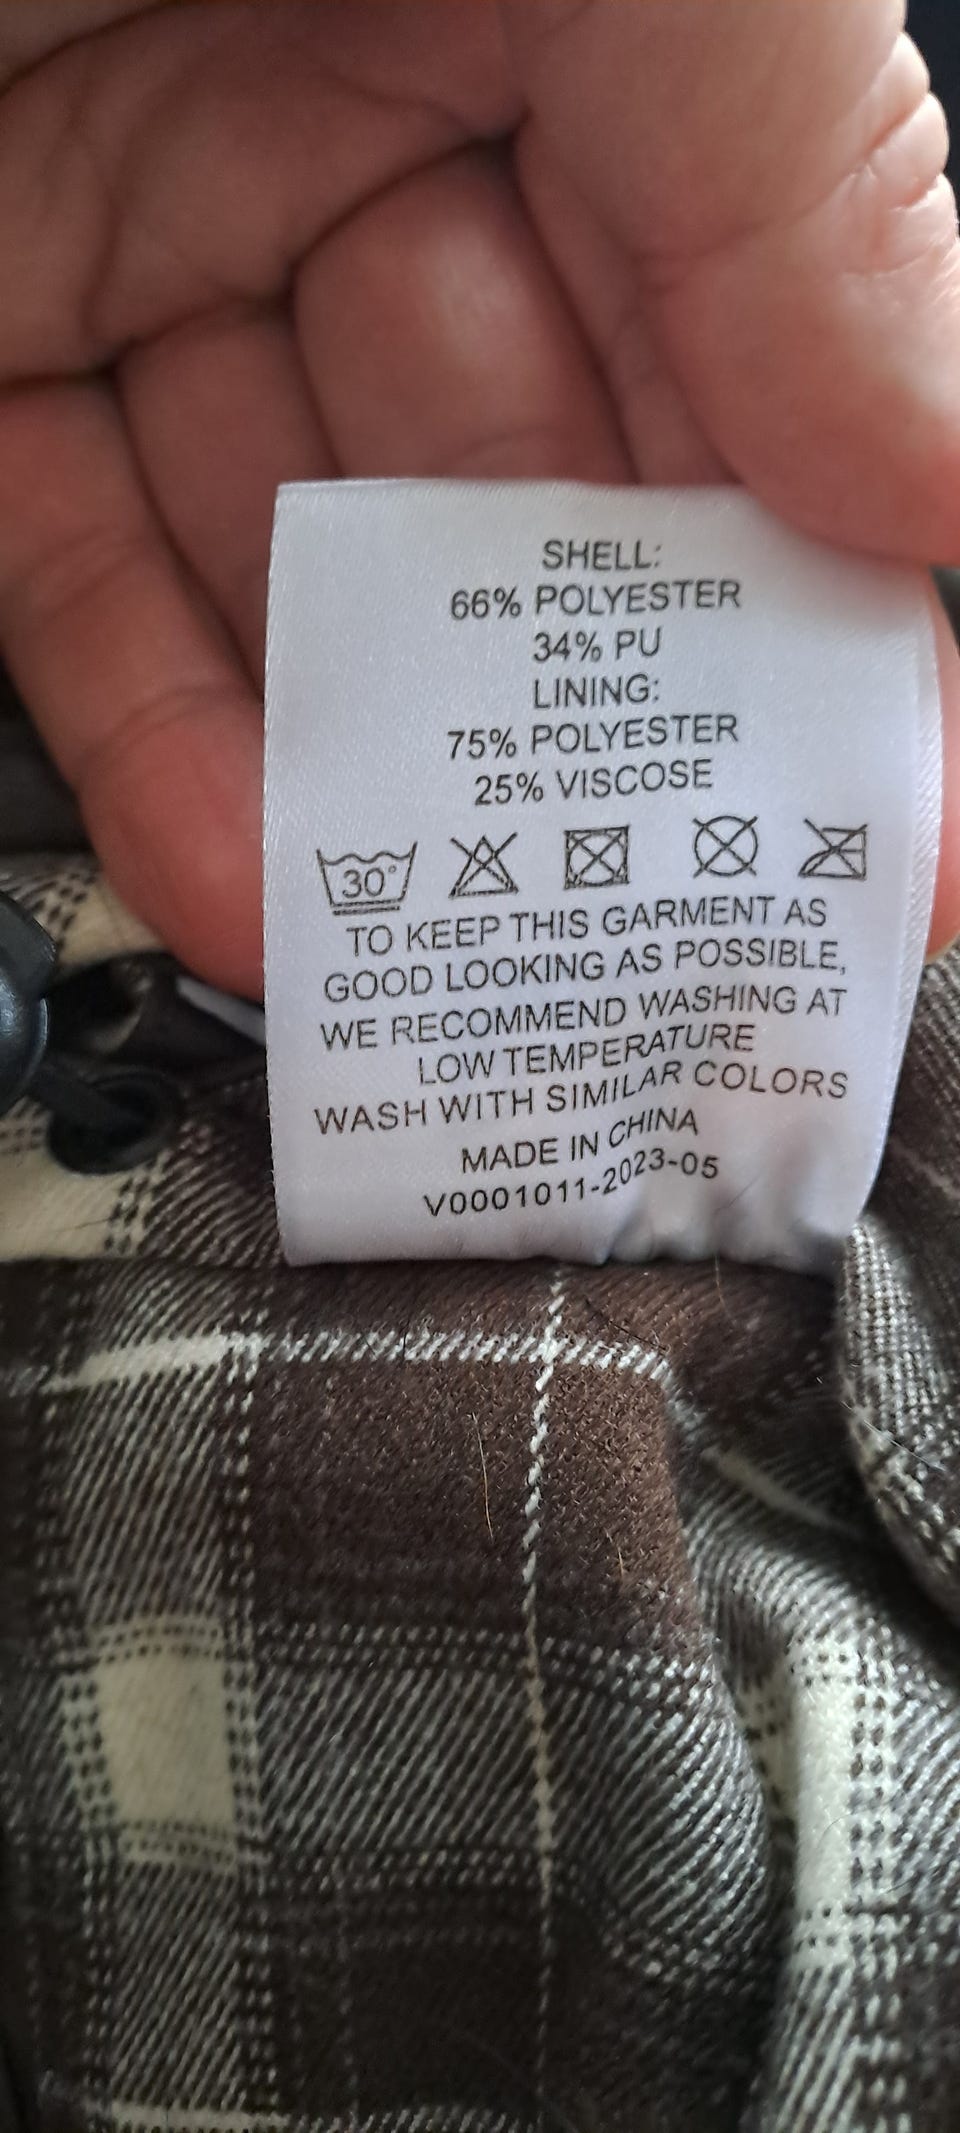 SHELL:
66% POLYESTER
34% PU
LINING:
75% POLYESTER
25% VISCOSE
30°
TO KEEP THIS GARMENT AS
GOOD LOOKING AS POSSIBLE,
WE RECOMMEND WASHING AT
LOW TEMPERATURE
WASH WITH SIMILAR COLORS
MADE IN CHINA
V0001011-2023-05